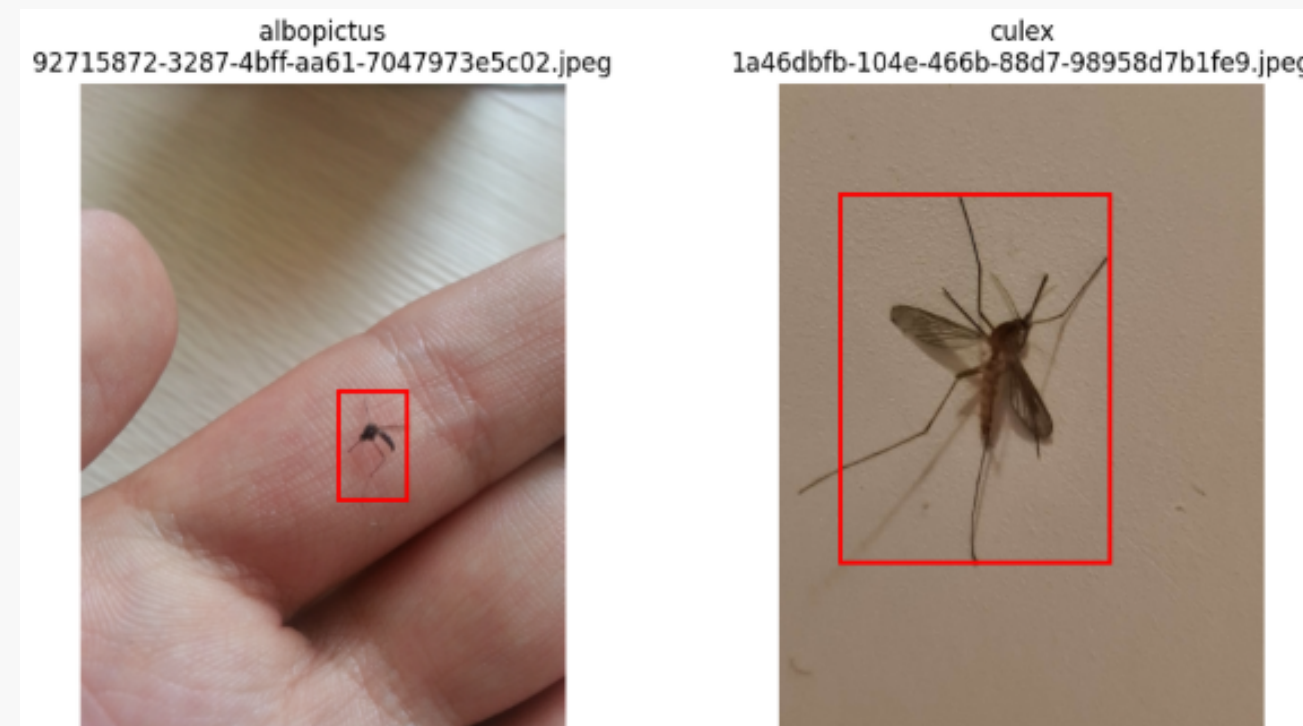 albopictus
92715872-3287-4bff-aa61-7047973e5c02.jpeg
culex
1a46dbfb-104e-466b-88d7-98958d7b1fe9.jpeg